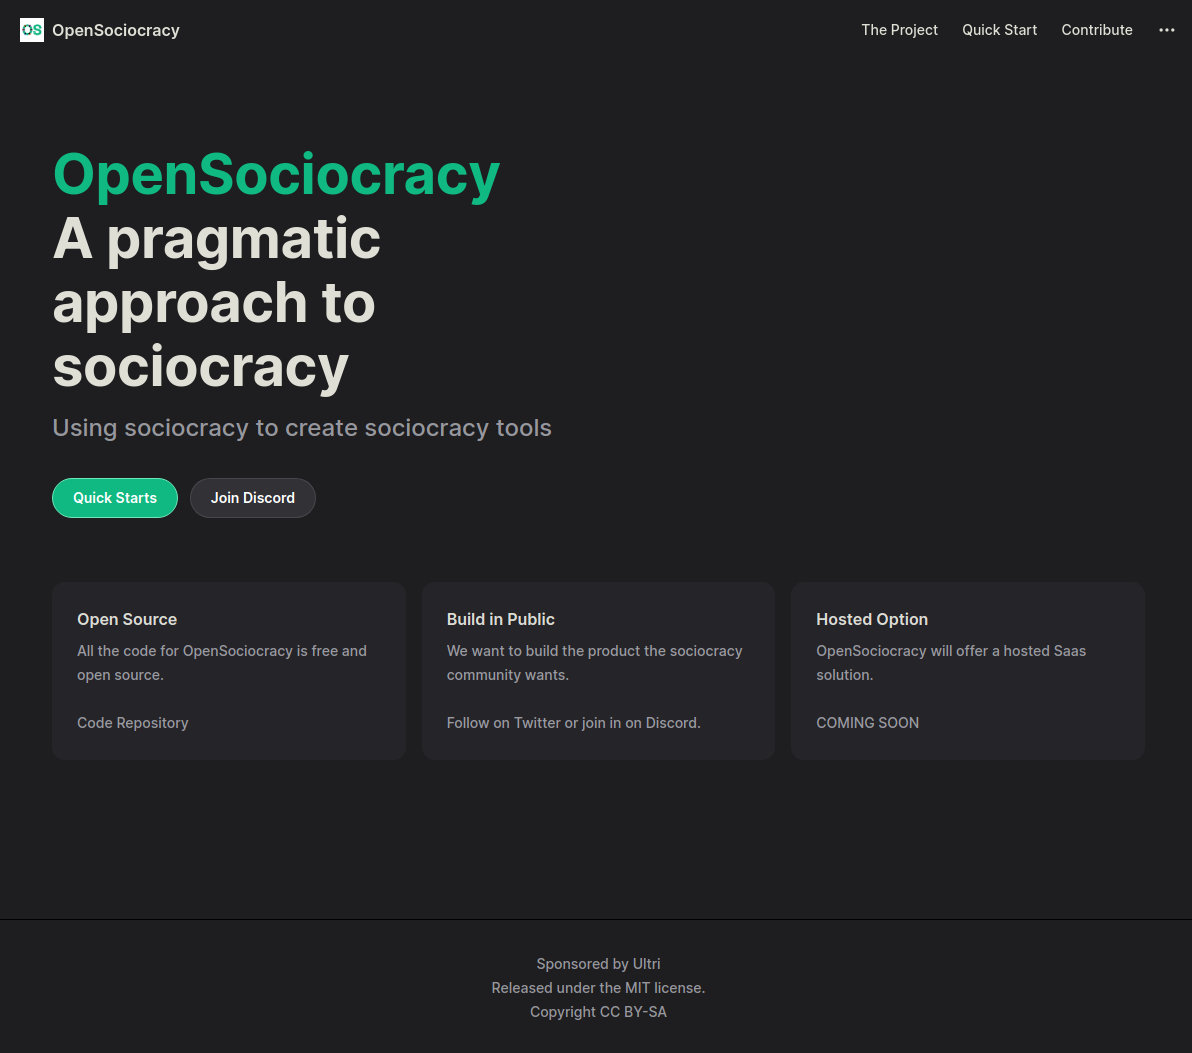 OS OpenSociocracy
The Project Quick Start Contribute
OpenSociocracy
A pragmatic
approach to
sociocracy
Using sociocracy to create sociocracy tools
Quick Starts Join Discord
Open Source
All the code for OpenSociocracy is free and
open source.
Code Repository
Build in Public
We want to build the product the sociocracy
community wants.
Follow on Twitter or join in on Discord.
Hosted Option
OpenSociocracy will offer a hosted Saas
solution.
COMING SOON
Sponsored by Ultri
Released under the MIT license.
Copyright CC BY-SA